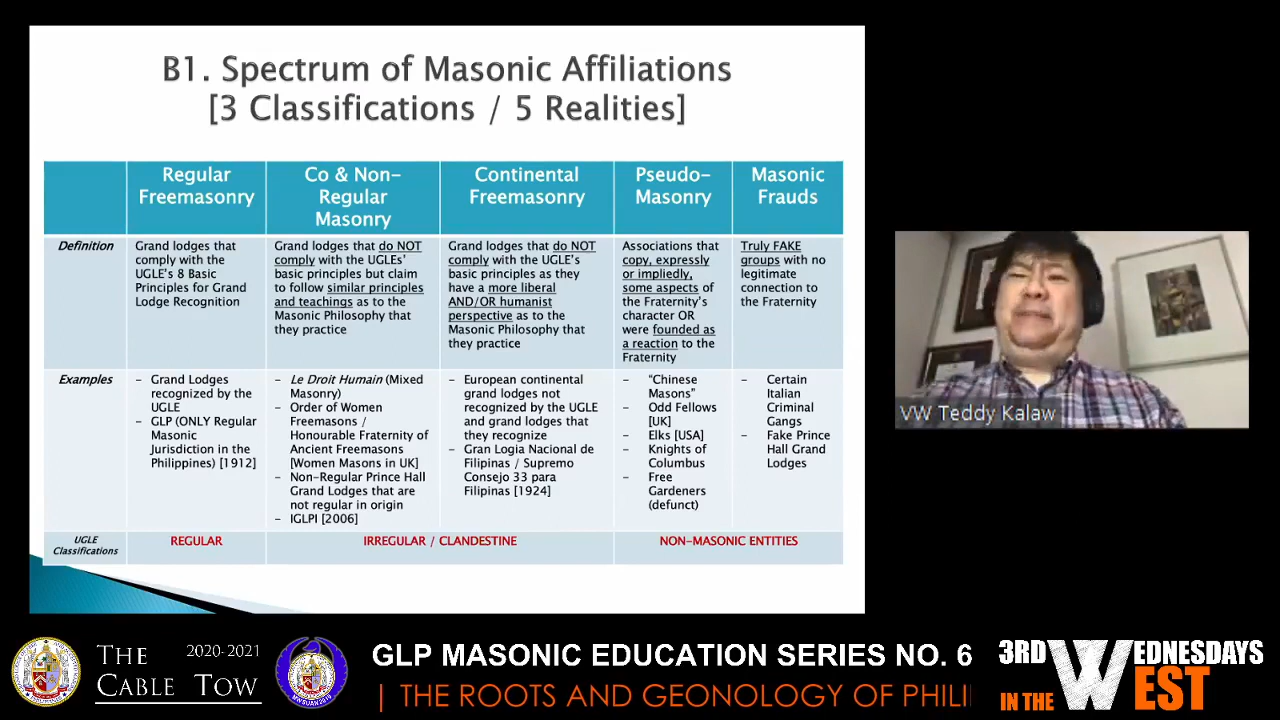 B1. Spectrum of Masonic Affiliations
[3 Classifications / 5 Realities]
Regular
Freemasonry
Co & Non-
Regular
Masonry
Continental
Freemasonry
Pseudo-
Masonry
Masonic
Frauds
Definition
Grand lodges that
comply with the
UGLE's 8 Basic
Principles for Grand
Lodge Recognition
Grand lodges that do NOT
comply with the UGLEs'
basic principles but claim
to follow similar principles
and teachings as to the
Masonic Philosophy that
they practice
Grand lodges that do NOT
comply with the UGLE's
basic principles as they
have a more liberal
AND/OR humanist
perspective as to the
Masonic Philosophy that
they practice
Associations that
copy, expressly
or impliedly,
some aspects of
the Fraternity's
character OR
were founded as
a reaction to the
Fraternity
Truly FAKE
groups with no
legitimate
connection to
the Fraternity
Examples
- Grand Lodges
recognized by the
UGLE
- GLP (ONLY Regular
Masonic
Jurisdiction in the
Philippines) [1912]
- Le Droit Humain (Mixed
Masonry)
- Order of Women
Freemasons /
Honourable Fraternity of
Ancient Freemasons
[Women Masons in UK]
- Non-Regular Prince Hall
Grand Lodges that are
not regular in origin
- IGLPI [2006]
- European continental
grand lodges not
recognized by the UGLE
and grand lodges that
they recognize
- Gran Logia Nacional de
Filipinas / Supremo
Consejo 33 para
Filipinas [1924]
- "Chinese
Masons"
- Odd Fellows
[UK]
- Elks [USA]
- Knights of
Columbus
- Free
Gardeners
(defunct)
- Certain
Italian
Criminal
Gangs
- Fake Prince
Hall Grand
Lodges
UGLE
Classifications
REGULAR
IRREGULAR / CLANDESTINE
NON-MASONIC ENTITIES
VW Teddy Kalaw
THE 2020-2021
CABLE TOW
GLP MASONIC EDUCATION SERIES NO. 6
| THE ROOTS AND GEONOLOGY OF PHILI
3RD WEDNESDAYS
IN THE WEST